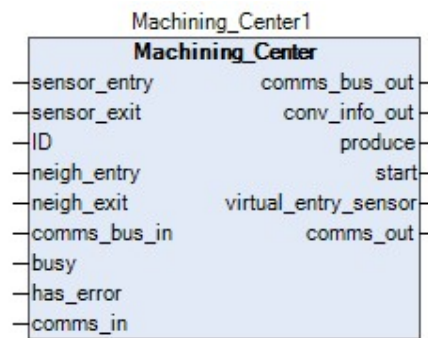 Machining_Center1
Machining_Center
sensor_entry comms_bus_out
sensor_exit conv_info_out
ID produce
neigh_entry start
neigh_exit virtual_entry_sensor
comms_bus_in comms_out
busy
has_error
comms_in